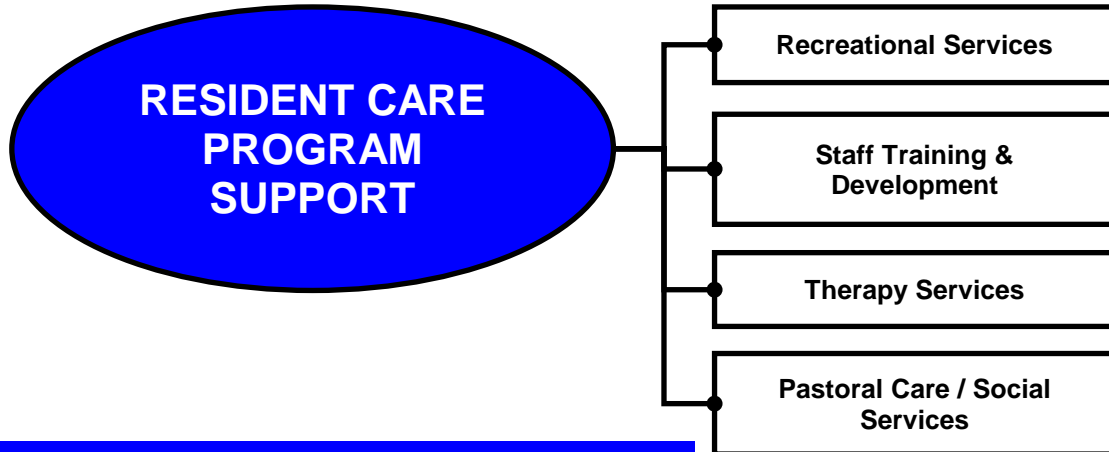 RESIDENT CARE
PROGRAM
SUPPORT
Recreational Services
Staff Training &
Development
Therapy Services
Pastoral Care / Social
Services